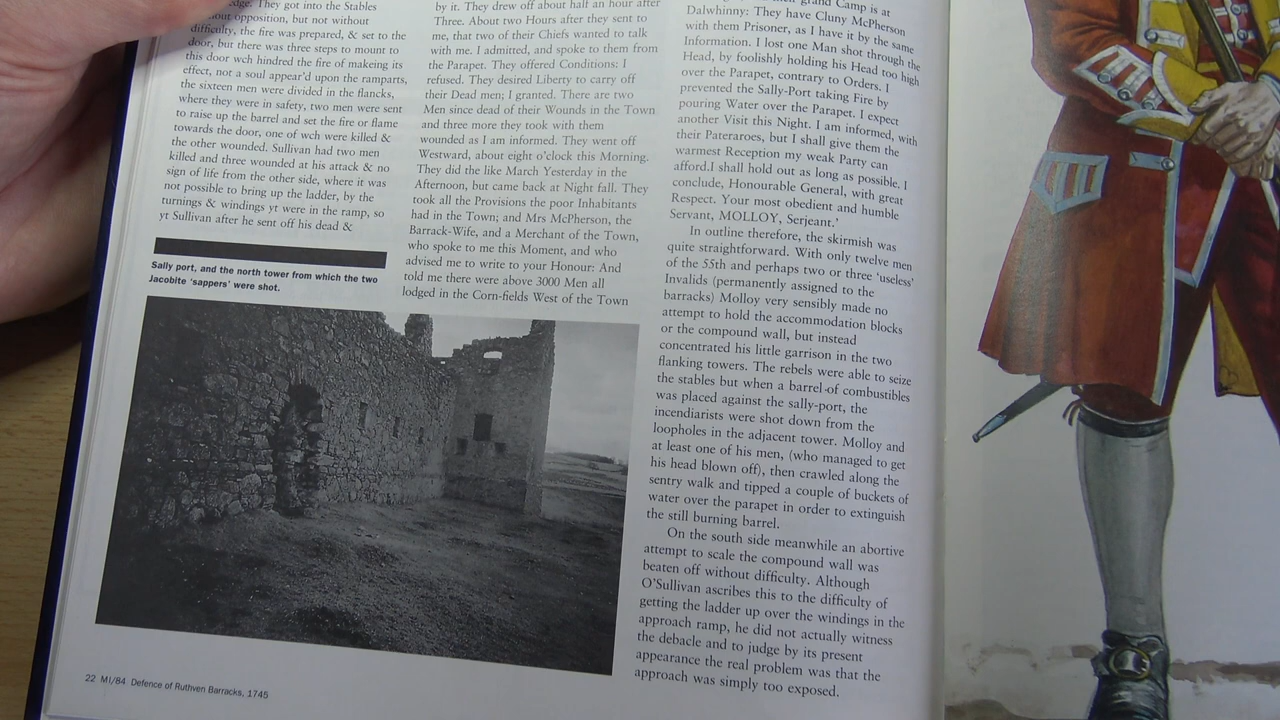 edge. They got into the Stables
opposition, but not without
difficulty, the fire was prepared, & set to the
door, but there was three steps to mount to
this door wch hindred the fire of makeing its
effect, not a soul appear'd upon the ramparts,
the sixteen men were divided in the flancks,
where they were in safety, two men were sent
to raise up the barrel and set the fire or flame
towards the door, one of wch were killed &
the other wounded. Sullivan had two men
killed and three wounded at his attack & no
sign of life from the other side, where it was
not possible to bring up the ladder, by the
turnings & windings yt were in the ramp, so
yt Sullivan after he sent off his dead &
Sally port, and the north tower from which the two
Jacobite 'sappers' were shot.
by it. They drew off about half an hour after
Three. About two Hours after they sent to
me, that two of their Chiefs wanted to talk
with me. I admitted, and spoke to them from
the Parapet. They offered Conditions: I
refused. They desired Liberty to carry off
their Dead men; I granted. There are two
Men since dead of their Wounds in the Town
and three more they took with them
wounded as I am informed. They went off
Westward, about eight o'clock this Morning.
They did the like March Yesterday in the
Afternoon, but came back at Night fall. They
took all the Provisions the poor Inhabitants
had in the Town; and Mrs McPherson, the
Barrack-Wife, and a Merchant of the Town,
who spoke to me this Moment, and who
advised me to write to your Honour: And
told me there were above 3000 Men all
lodged in the Corn-fields West of the Town
grand Camp is at
Dalwhinny: They have Cluny McPherson
with them Prisoner, as I have it by the same
Information. I lost one Man shot through the
Head, by foolishly holding his Head too high
over the Parapet, contrary to Orders. I
prevented the Sally-Port taking Fire by
pouring Water over the Parapet. I expect
another Visit this Night. I am informed, with
their Pateraroes, but I shall give them the
warmest Reception my weak Party can
afford.I shall hold out as long as possible. I
conclude, Honourable General, with great
Respect. Your most obedient and humble
Servant, MOLLOY, Serjeant.'
In outline therefore, the skirmish was
quite straightforward. With only twelve men
of the 55th and perhaps two or three 'useless'
Invalids (permanently assigned to the
barracks) Molloy very sensibly made no
attempt to hold the accommodation blocks
or the compound wall, but instead
concentrated his little garrison in the two
flanking towers. The rebels were able to seize
the stables but when a barrel of combustibles
was placed against the sally-port, the
incendiarists were shot down from the
loopholes in the adjacent tower. Molloy and
at least one of his men, (who managed to get
his head blown off), then crawled along the
sentry walk and tipped a couple of buckets of
water over the parapet in order to extinguish
the still burning barrel.
On the south side meanwhile an abortive
attempt to scale the compound wall was
beaten off without difficulty. Although
O'Sullivan ascribes this to the difficulty of
getting the ladder up over the windings in the
approach ramp, he did not actually witness
the debacle and to judge by its present
appearance the real problem was that the
approach was simply too exposed.
22 MI/84 Defence of Ruthven Barracks, 1745